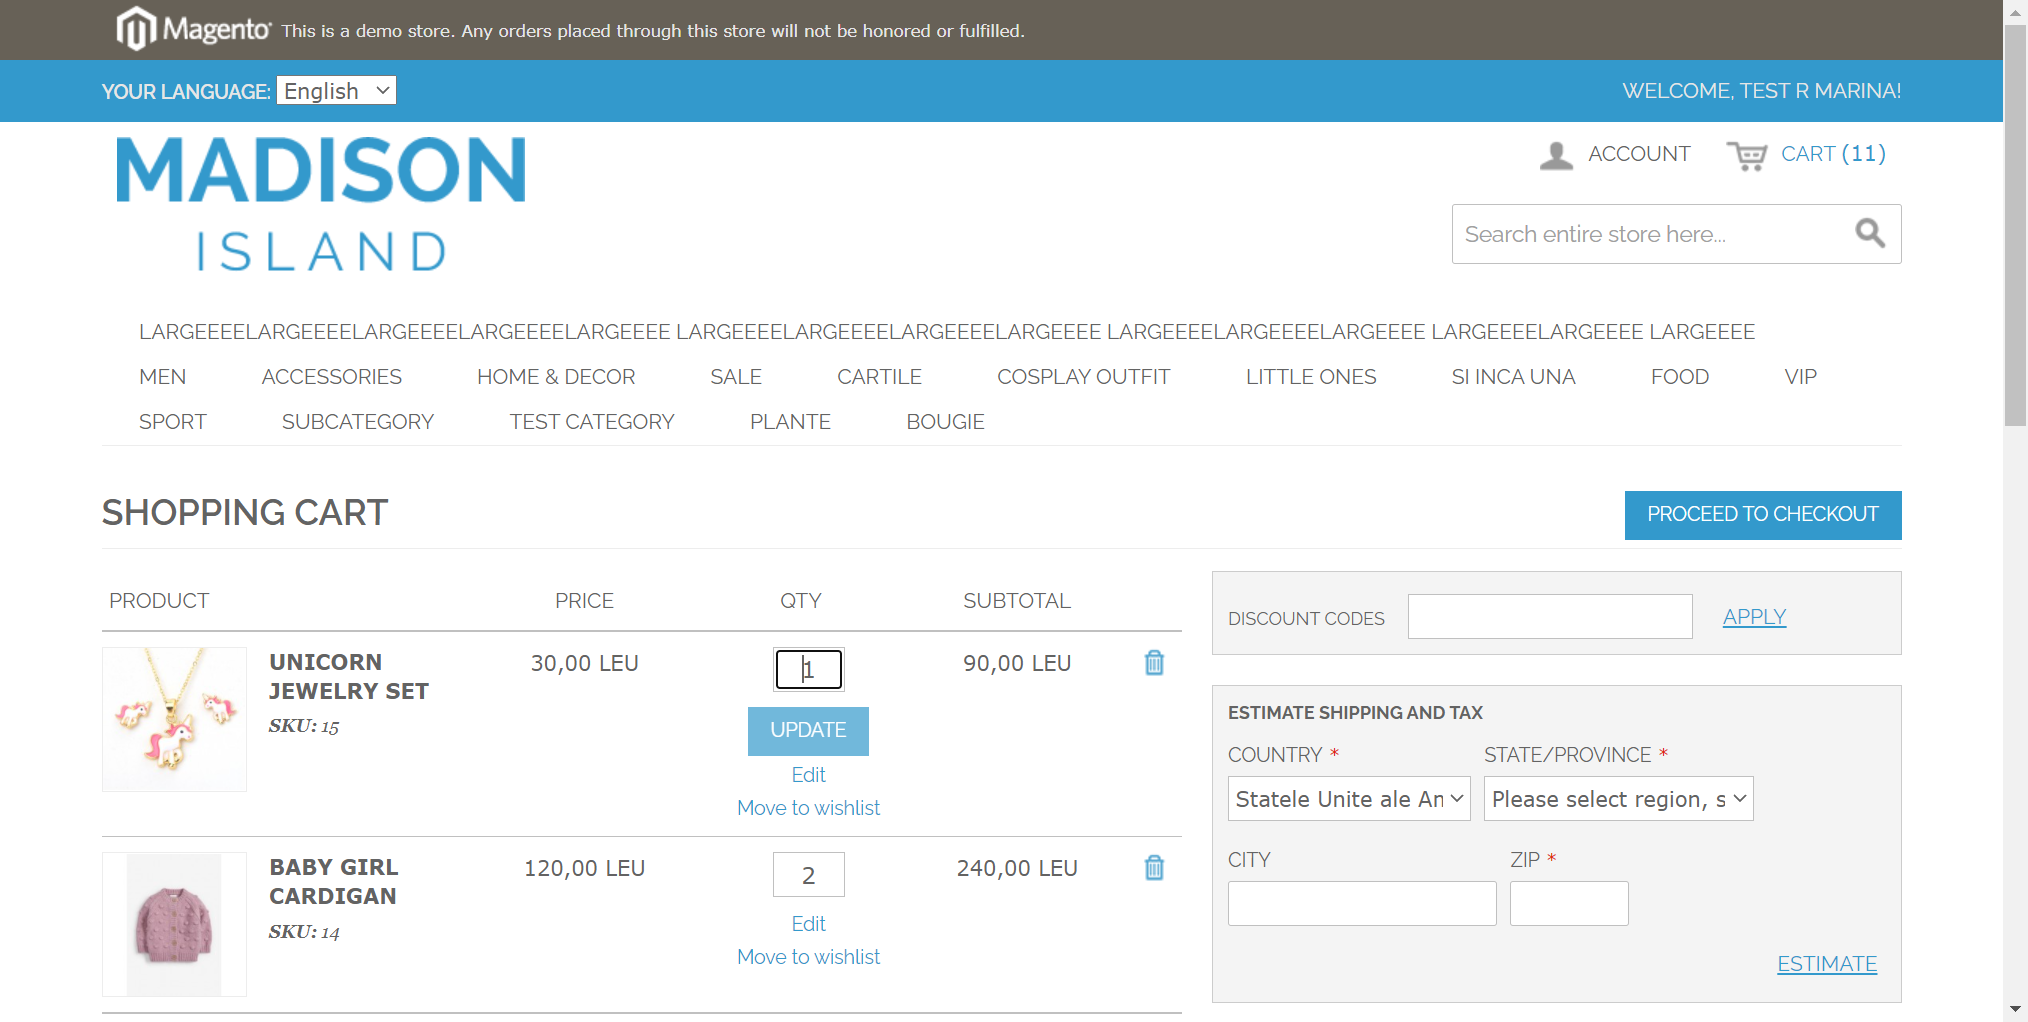 Magento This is a demo store. Any orders placed through this store will not be honored or fulfilled.
YOUR LANGUAGE: English WELCOME, TEST R MARINA!
MADISON
ISLAND
ACCOUNT CART (11)
Search entire store here...
LARGEEEELARGEEEELARGEEEELARGEEEELARGEEEE LARGEEEELARGEEEELARGEEEELARGEEEE LARGEEEELARGEEEELARGEEEE LARGEEEELARGEEEE LARGEEEE
MEN ACCESSORIES HOME & DECOR SALE CARTILE COSPLAY OUTFIT LITTLE ONES SI INCA UNA FOOD VIP
SPORT SUBCATEGORY TEST CATEGORY PLANTE BOUGIE
SHOPPING CART
PROCEED TO CHECKOUT
PRODUCT PRICE QTY SUBTOTAL
UNICORN JEWELRY SET 30,00 LEU 1 90,00 LEU
SKU: 15
UPDATE
Edit
Move to wishlist
BABY GIRL CARDIGAN 120,00 LEU 2 240,00 LEU
SKU: 14
Edit
Move to wishlist
DISCOUNT CODES APPLY
ESTIMATE SHIPPING AND TAX
COUNTRY * STATE/PROVINCE *
Statele Unite ale An Please select region, s
CITY ZIP *
ESTIMATE